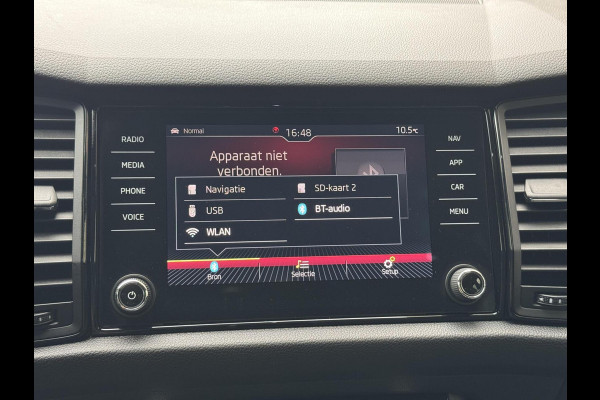 Normal 16:48 10.5°C
RADIO
MEDIA
PHONE
VOICE
Apparaat niet
verbonden.
Navigatie SD-kaart 2
USB BT-audio
WLAN
Bron Selectie Setup
NAV
APP
CAR
MENU